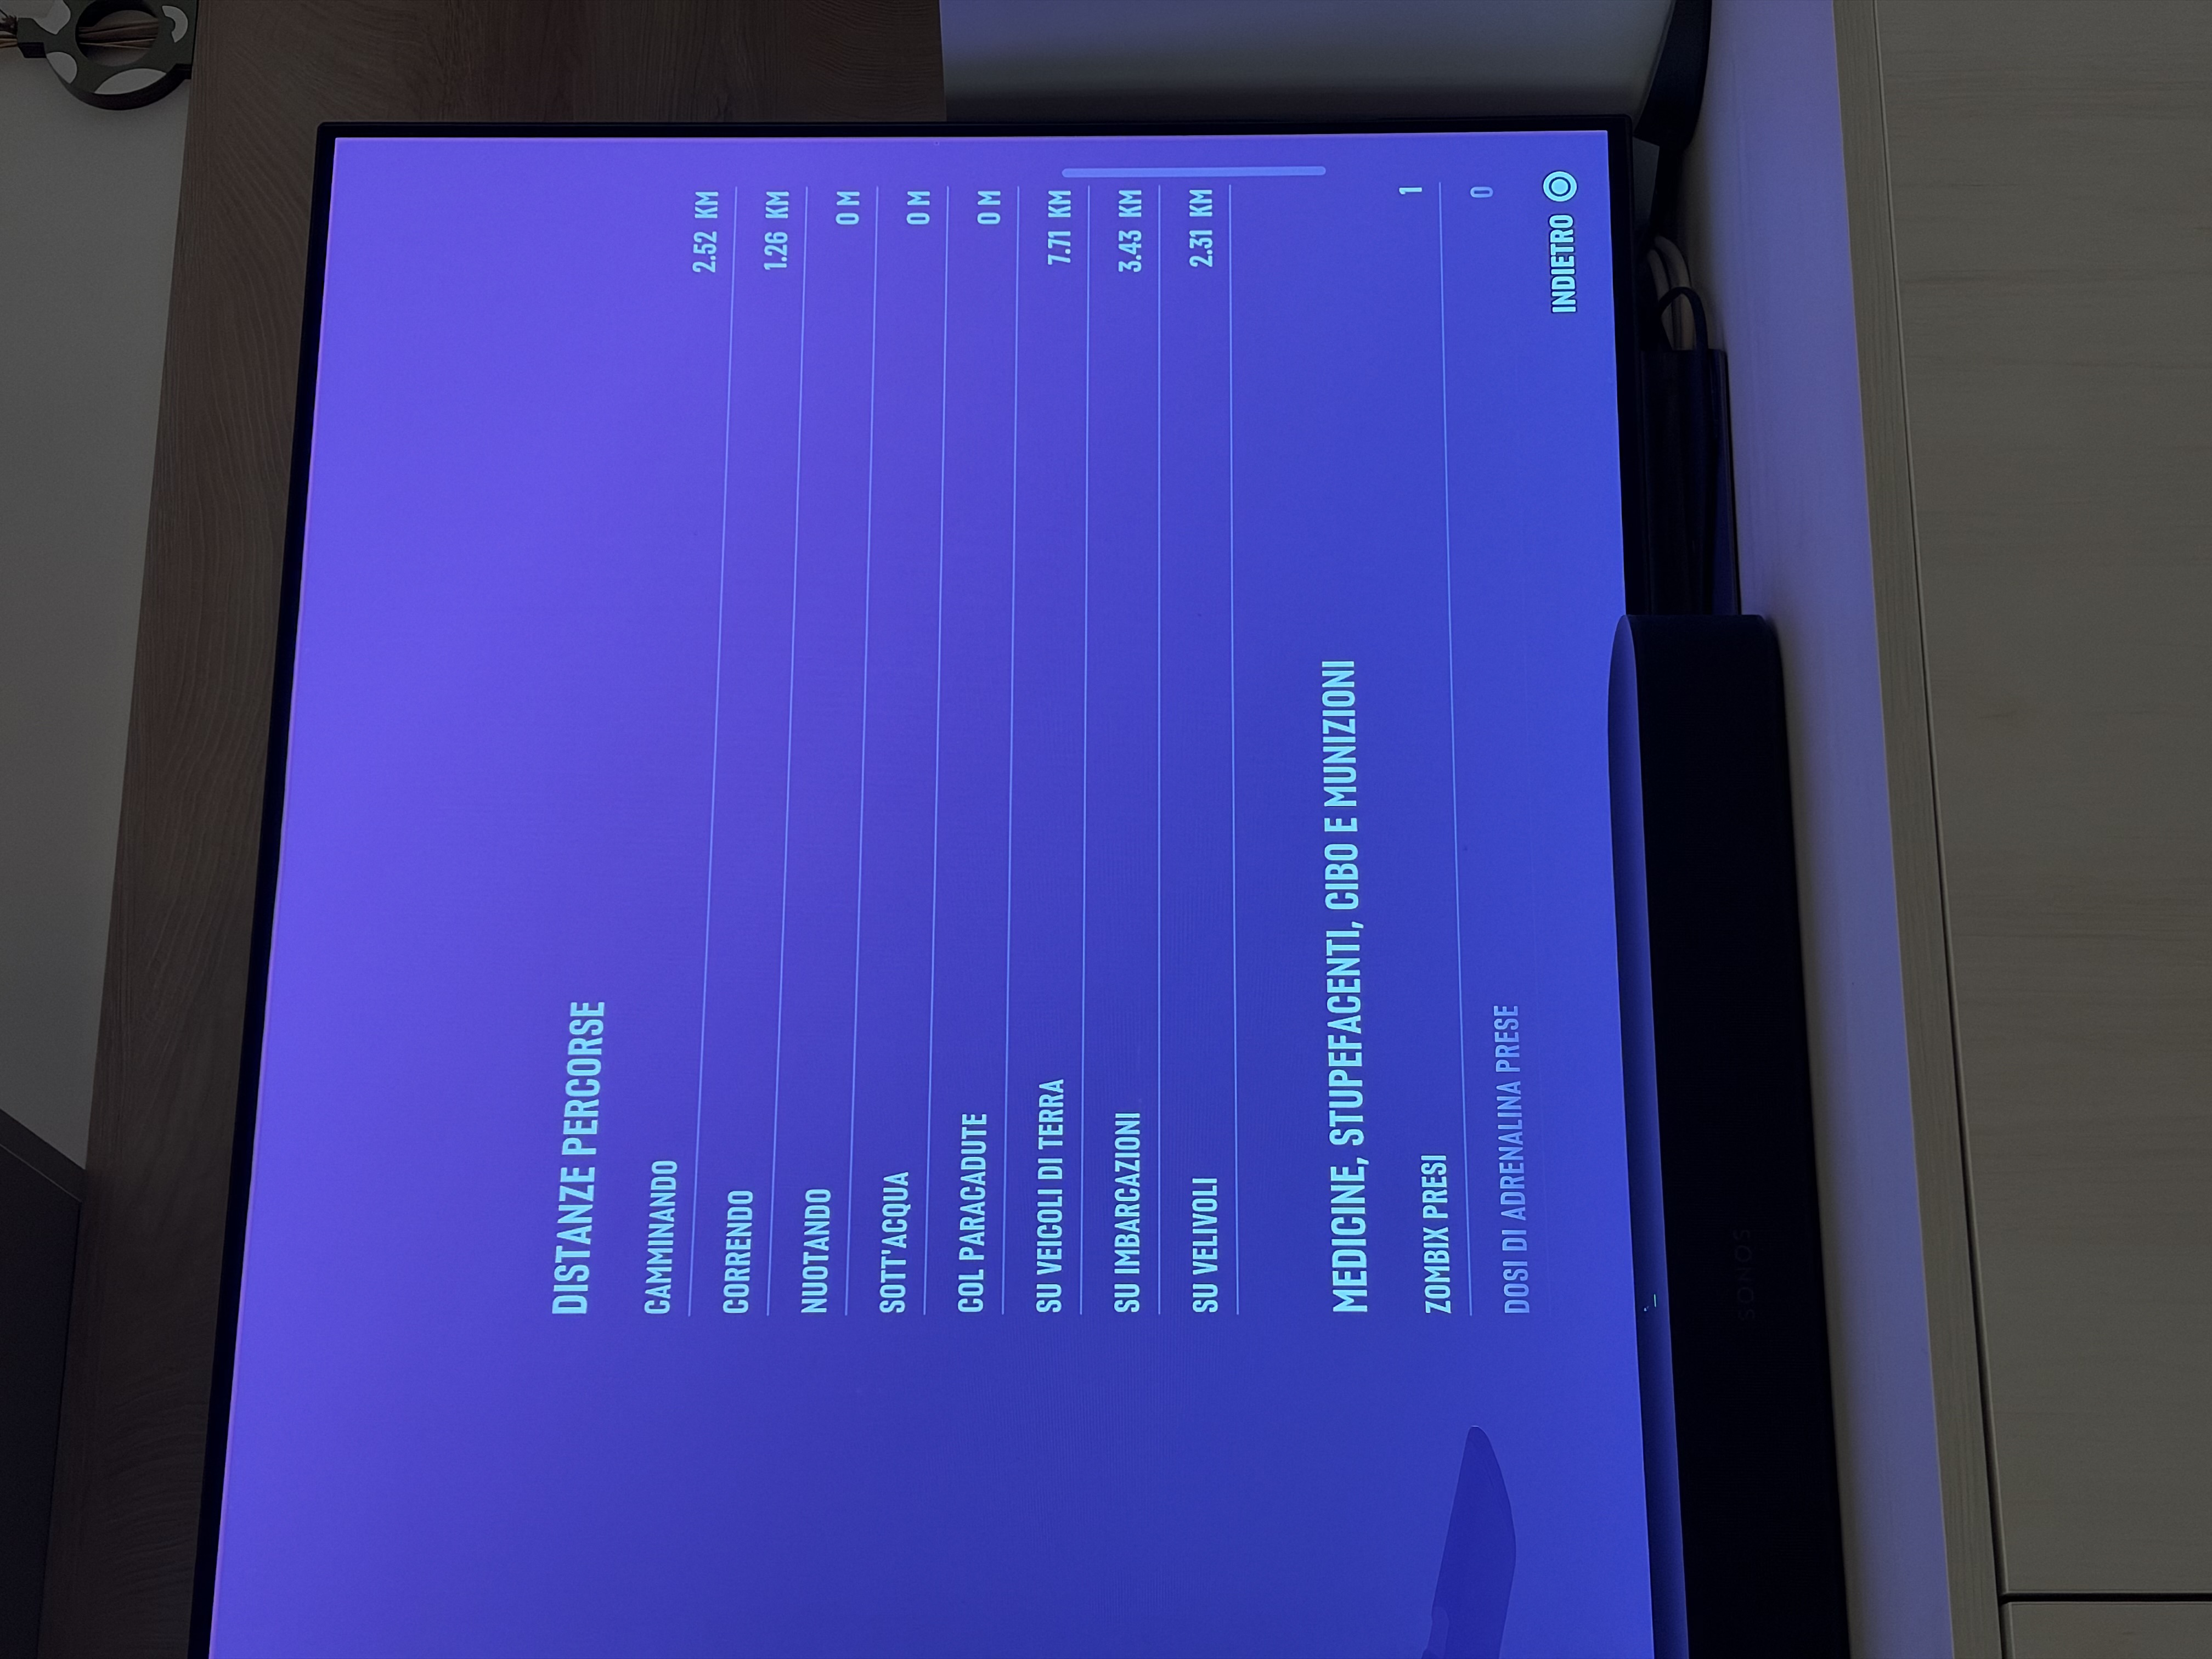 DISTANZE PERCORSE
CAMMINANDO 2.52 KM
CORRENDO 1.26 KM
NUOTANDO 0 M
SOTT'ACQUA 0 M
COL PARACADUTE 0 M
SU VEICOLI DI TERRA 7.71 KM
SU IMBARCAZIONI 3.43 KM
SU VELIVOLI 2.31 KM
MEDICINE, STUPEFACENTI, CIBO E MUNIZIONI
ZOMBIX PRESI 1
DOSI DI ADRENALINA PRESE 0
INDIETRO
SONOS